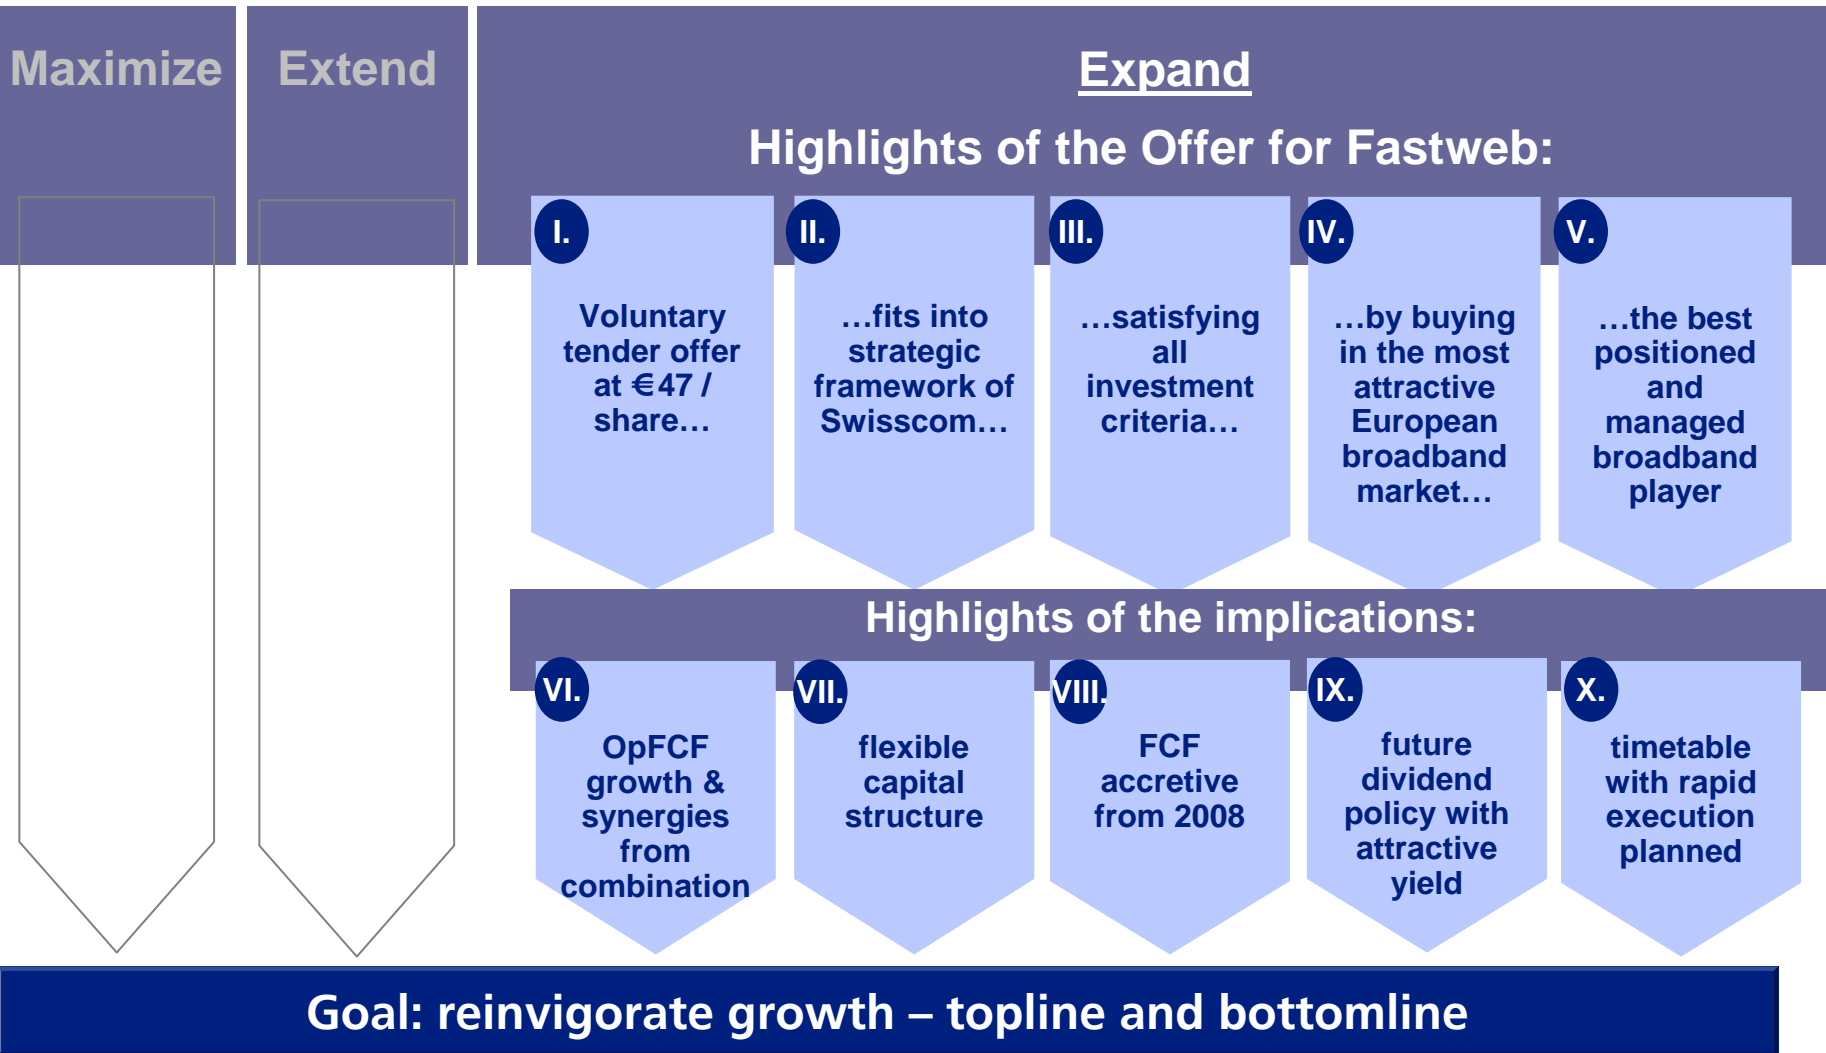 Maximize
Extend
Expand
Highlights of the Offer for Fastweb:
I.
Voluntary
tender offer
at €47 /
share…
II.
…fits into
strategic
framework of
Swisscom…
III.
…satisfying
all
investment
criteria…
IV.
…by buying
in the most
attractive
European
broadband
market…
V.
…the best
positioned
and
managed
broadband
player
Highlights of the implications:
VI.
OpFCF
growth &
synergies
from
combination
VII.
flexible
capital
structure
VIII.
FCF
accretive
from 2008
IX.
future
dividend
policy with
attractive
yield
X.
timetable
with rapid
execution
planned
Goal: reinvigorate growth – topline and bottomline